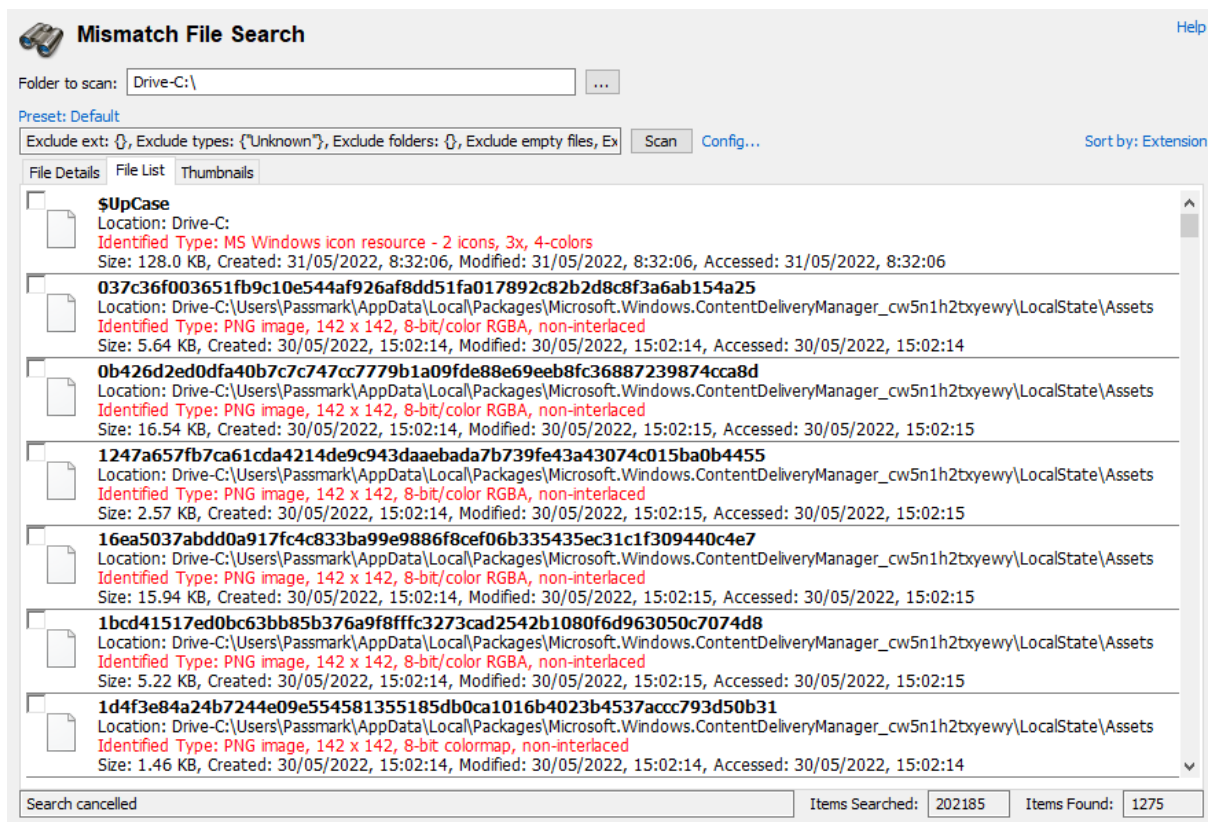 Mismatch File Search
Help
Folder to scan: Drive-C:\ ...
Preset: Default
Exclude ext: {}, Exclude types: {"Unknown"}, Exclude folders: {}, Exclude empty files, Ex Scan Config... Sort by: Extension
File Details File List Thumbnails
$UpCase
Location: Drive-C:
Identified Type: MS Windows icon resource - 2 icons, 3x, 4-colors
Size: 128.0 KB, Created: 31/05/2022, 8:32:06, Modified: 31/05/2022, 8:32:06, Accessed: 31/05/2022, 8:32:06
037c36f003651fb9c10e544af926af8dd51fa017892c82b2d8c8f3a6ab154a25
Location: Drive-C:\Users\Passmark\AppData\Local\Packages\Microsoft.Windows.ContentDeliveryManager_cw5n1h2txyewy\LocalState\Assets
Identified Type: PNG image, 142 x 142, 8-bit/color RGBA, non-interlaced
Size: 5.64 KB, Created: 30/05/2022, 15:02:14, Modified: 30/05/2022, 15:02:14, Accessed: 30/05/2022, 15:02:14
0b426d2ed0dfa40b7c7c747cc7779b1a09fde88e69eeb8fc36887239874cca8d
Location: Drive-C:\Users\Passmark\AppData\Local\Packages\Microsoft.Windows.ContentDeliveryManager_cw5n1h2txyewy\LocalState\Assets
Identified Type: PNG image, 142 x 142, 8-bit/color RGBA, non-interlaced
Size: 16.54 KB, Created: 30/05/2022, 15:02:14, Modified: 30/05/2022, 15:02:15, Accessed: 30/05/2022, 15:02:15
1247a657fb7ca61cda4214de9c943daaebada7b739fe43a43074c015ba0b4455
Location: Drive-C:\Users\Passmark\AppData\Local\Packages\Microsoft.Windows.ContentDeliveryManager_cw5n1h2txyewy\LocalState\Assets
Identified Type: PNG image, 142 x 142, 8-bit/color RGBA, non-interlaced
Size: 2.57 KB, Created: 30/05/2022, 15:02:14, Modified: 30/05/2022, 15:02:15, Accessed: 30/05/2022, 15:02:15
16ea5037abdd0a917fc4c833ba99e9886f8cef06b335435ec31c1f309440c4e7
Location: Drive-C:\Users\Passmark\AppData\Local\Packages\Microsoft.Windows.ContentDeliveryManager_cw5n1h2txyewy\LocalState\Assets
Identified Type: PNG image, 142 x 142, 8-bit/color RGBA, non-interlaced
Size: 15.94 KB, Created: 30/05/2022, 15:02:14, Modified: 30/05/2022, 15:02:15, Accessed: 30/05/2022, 15:02:15
1bcd41517ed0bc63bb85b376a9f8fffc3273cad2542b1080f6d963050c7074d8
Location: Drive-C:\Users\Passmark\AppData\Local\Packages\Microsoft.Windows.ContentDeliveryManager_cw5n1h2txyewy\LocalState\Assets
Identified Type: PNG image, 142 x 142, 8-bit/color RGBA, non-interlaced
Size: 5.22 KB, Created: 30/05/2022, 15:02:14, Modified: 30/05/2022, 15:02:15, Accessed: 30/05/2022, 15:02:15
1d4f3e84a24b7244e09e554581355185db0ca1016b4023b4537accc793d50b31
Location: Drive-C:\Users\Passmark\AppData\Local\Packages\Microsoft.Windows.ContentDeliveryManager_cw5n1h2txyewy\LocalState\Assets
Identified Type: PNG image, 142 x 142, 8-bit colormap, non-interlaced
Size: 1.46 KB, Created: 30/05/2022, 15:02:14, Modified: 30/05/2022, 15:02:14, Accessed: 30/05/2022, 15:02:14
Search cancelled Items Searched: 202185 Items Found: 1275